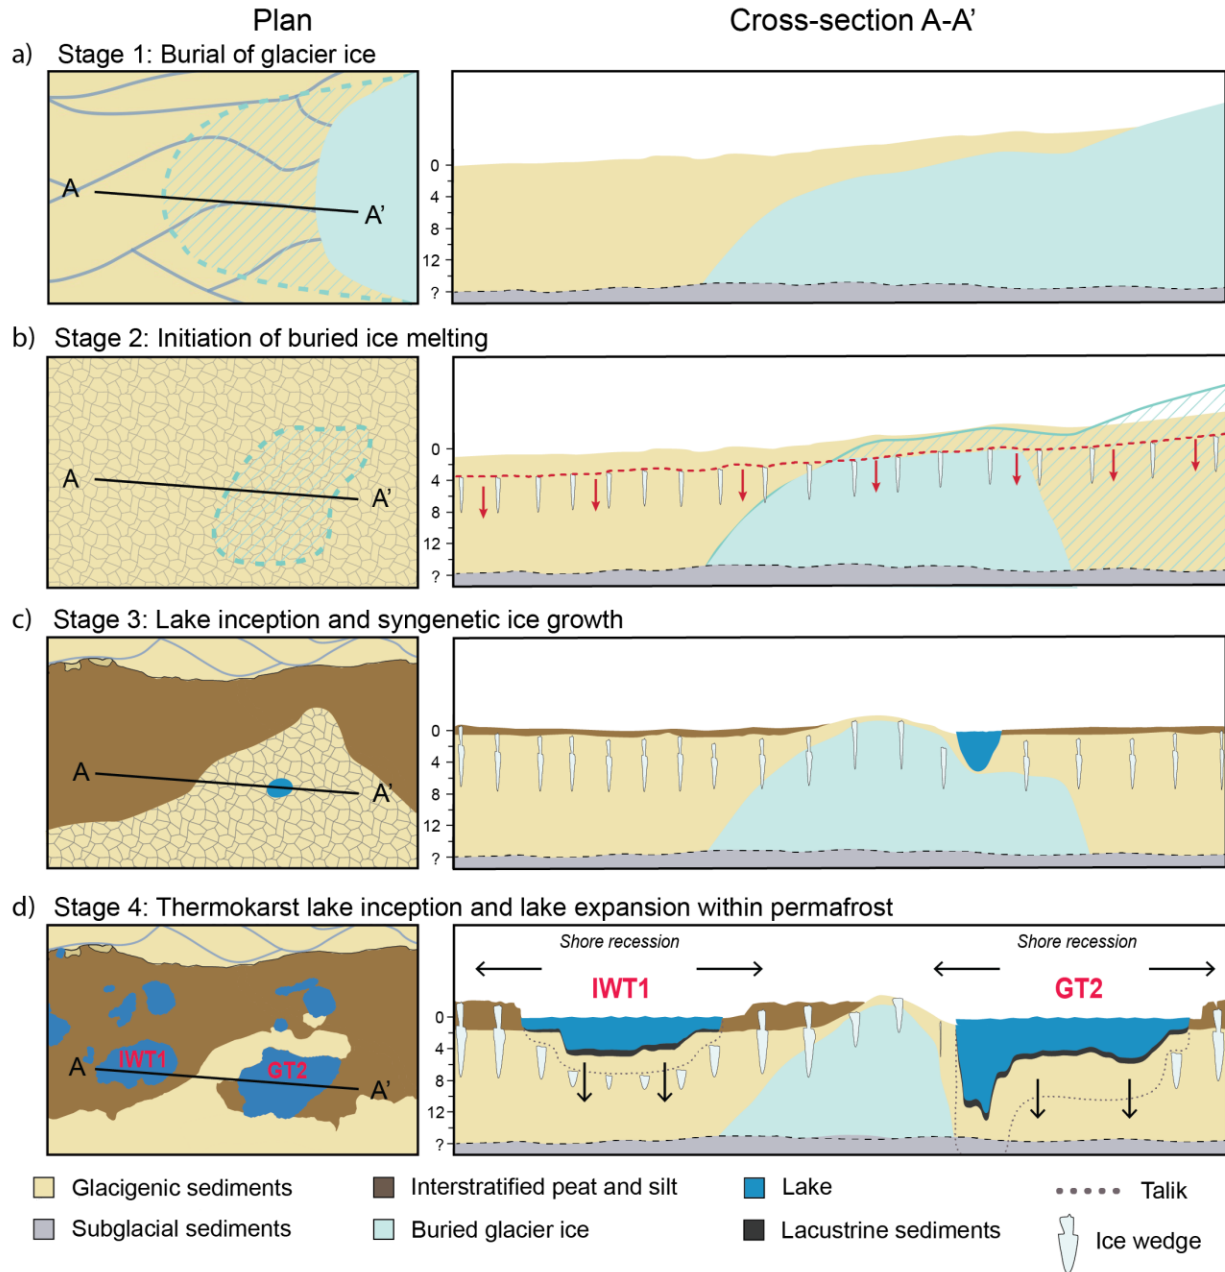 Plan
Cross-section A-A'
a) Stage 1: Burial of glacier ice
A
A'
0
4
8
12
?
b) Stage 2: Initiation of buried ice melting
A
A'
0
4
8
12
?
c) Stage 3: Lake inception and syngenetic ice growth
A
A'
0
4
8
12
?
d) Stage 4: Thermokarst lake inception and lake expansion within permafrost
IWT1
GT2
A
A'
Shore recession
Shore recession
IWT1
GT2
0
4
8
12
?
Glacigenic sediments
Interstratified peat and silt
Lake
Talik
Subglacial sediments
Buried glacier ice
Lacustrine sediments
Ice wedge